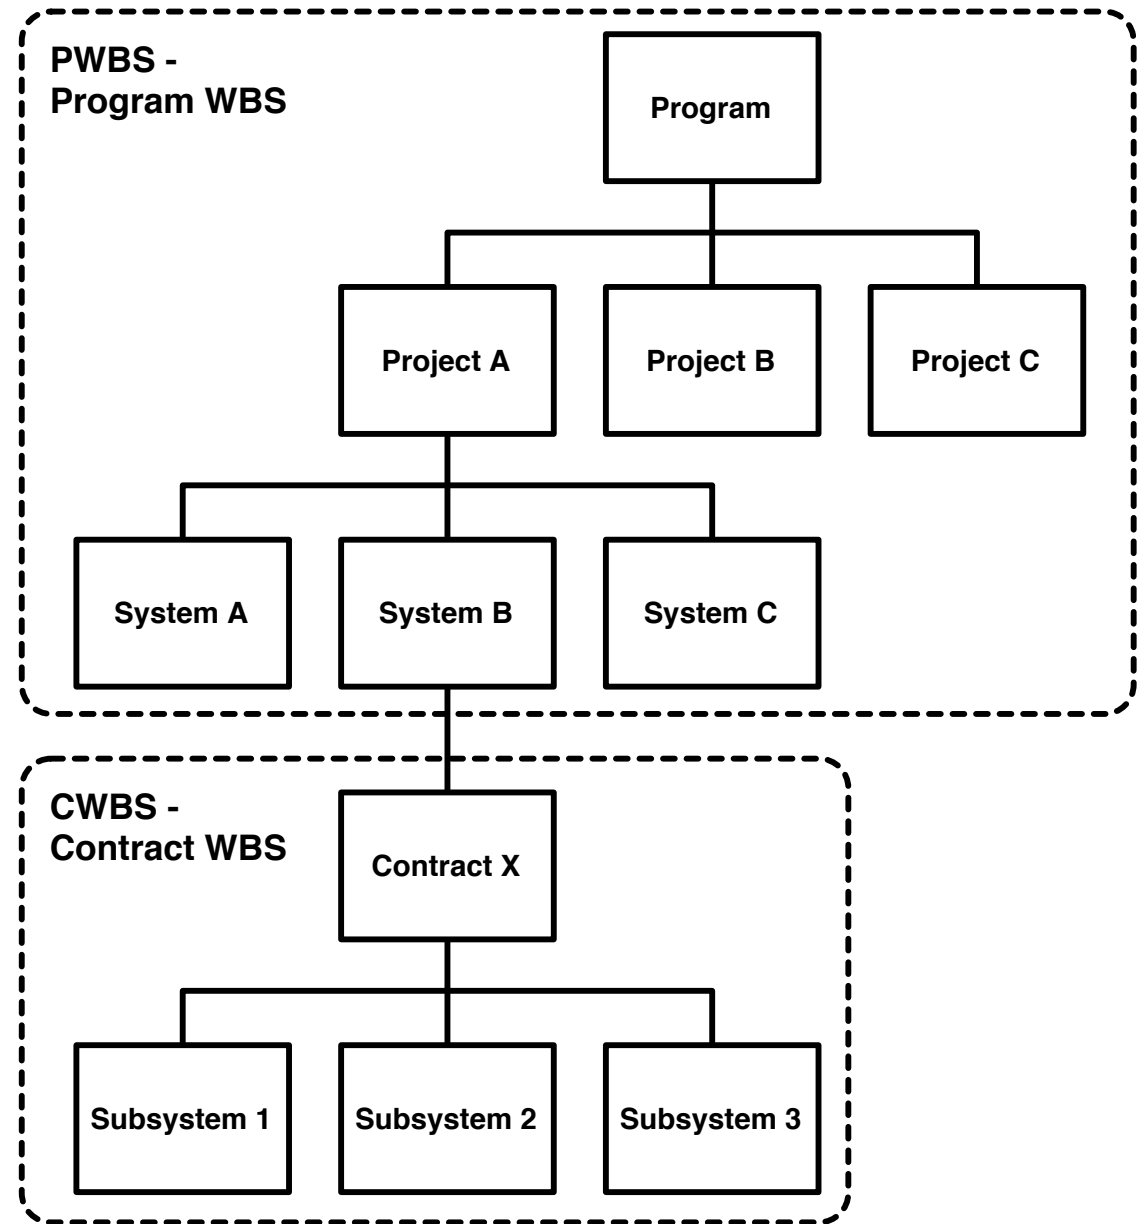 PWBS -
Program WBS
Program
Project A
Project B
Project C
System A
System B
System C
CWBS -
Contract WBS
Contract X
Subsystem 1
Subsystem 2
Subsystem 3